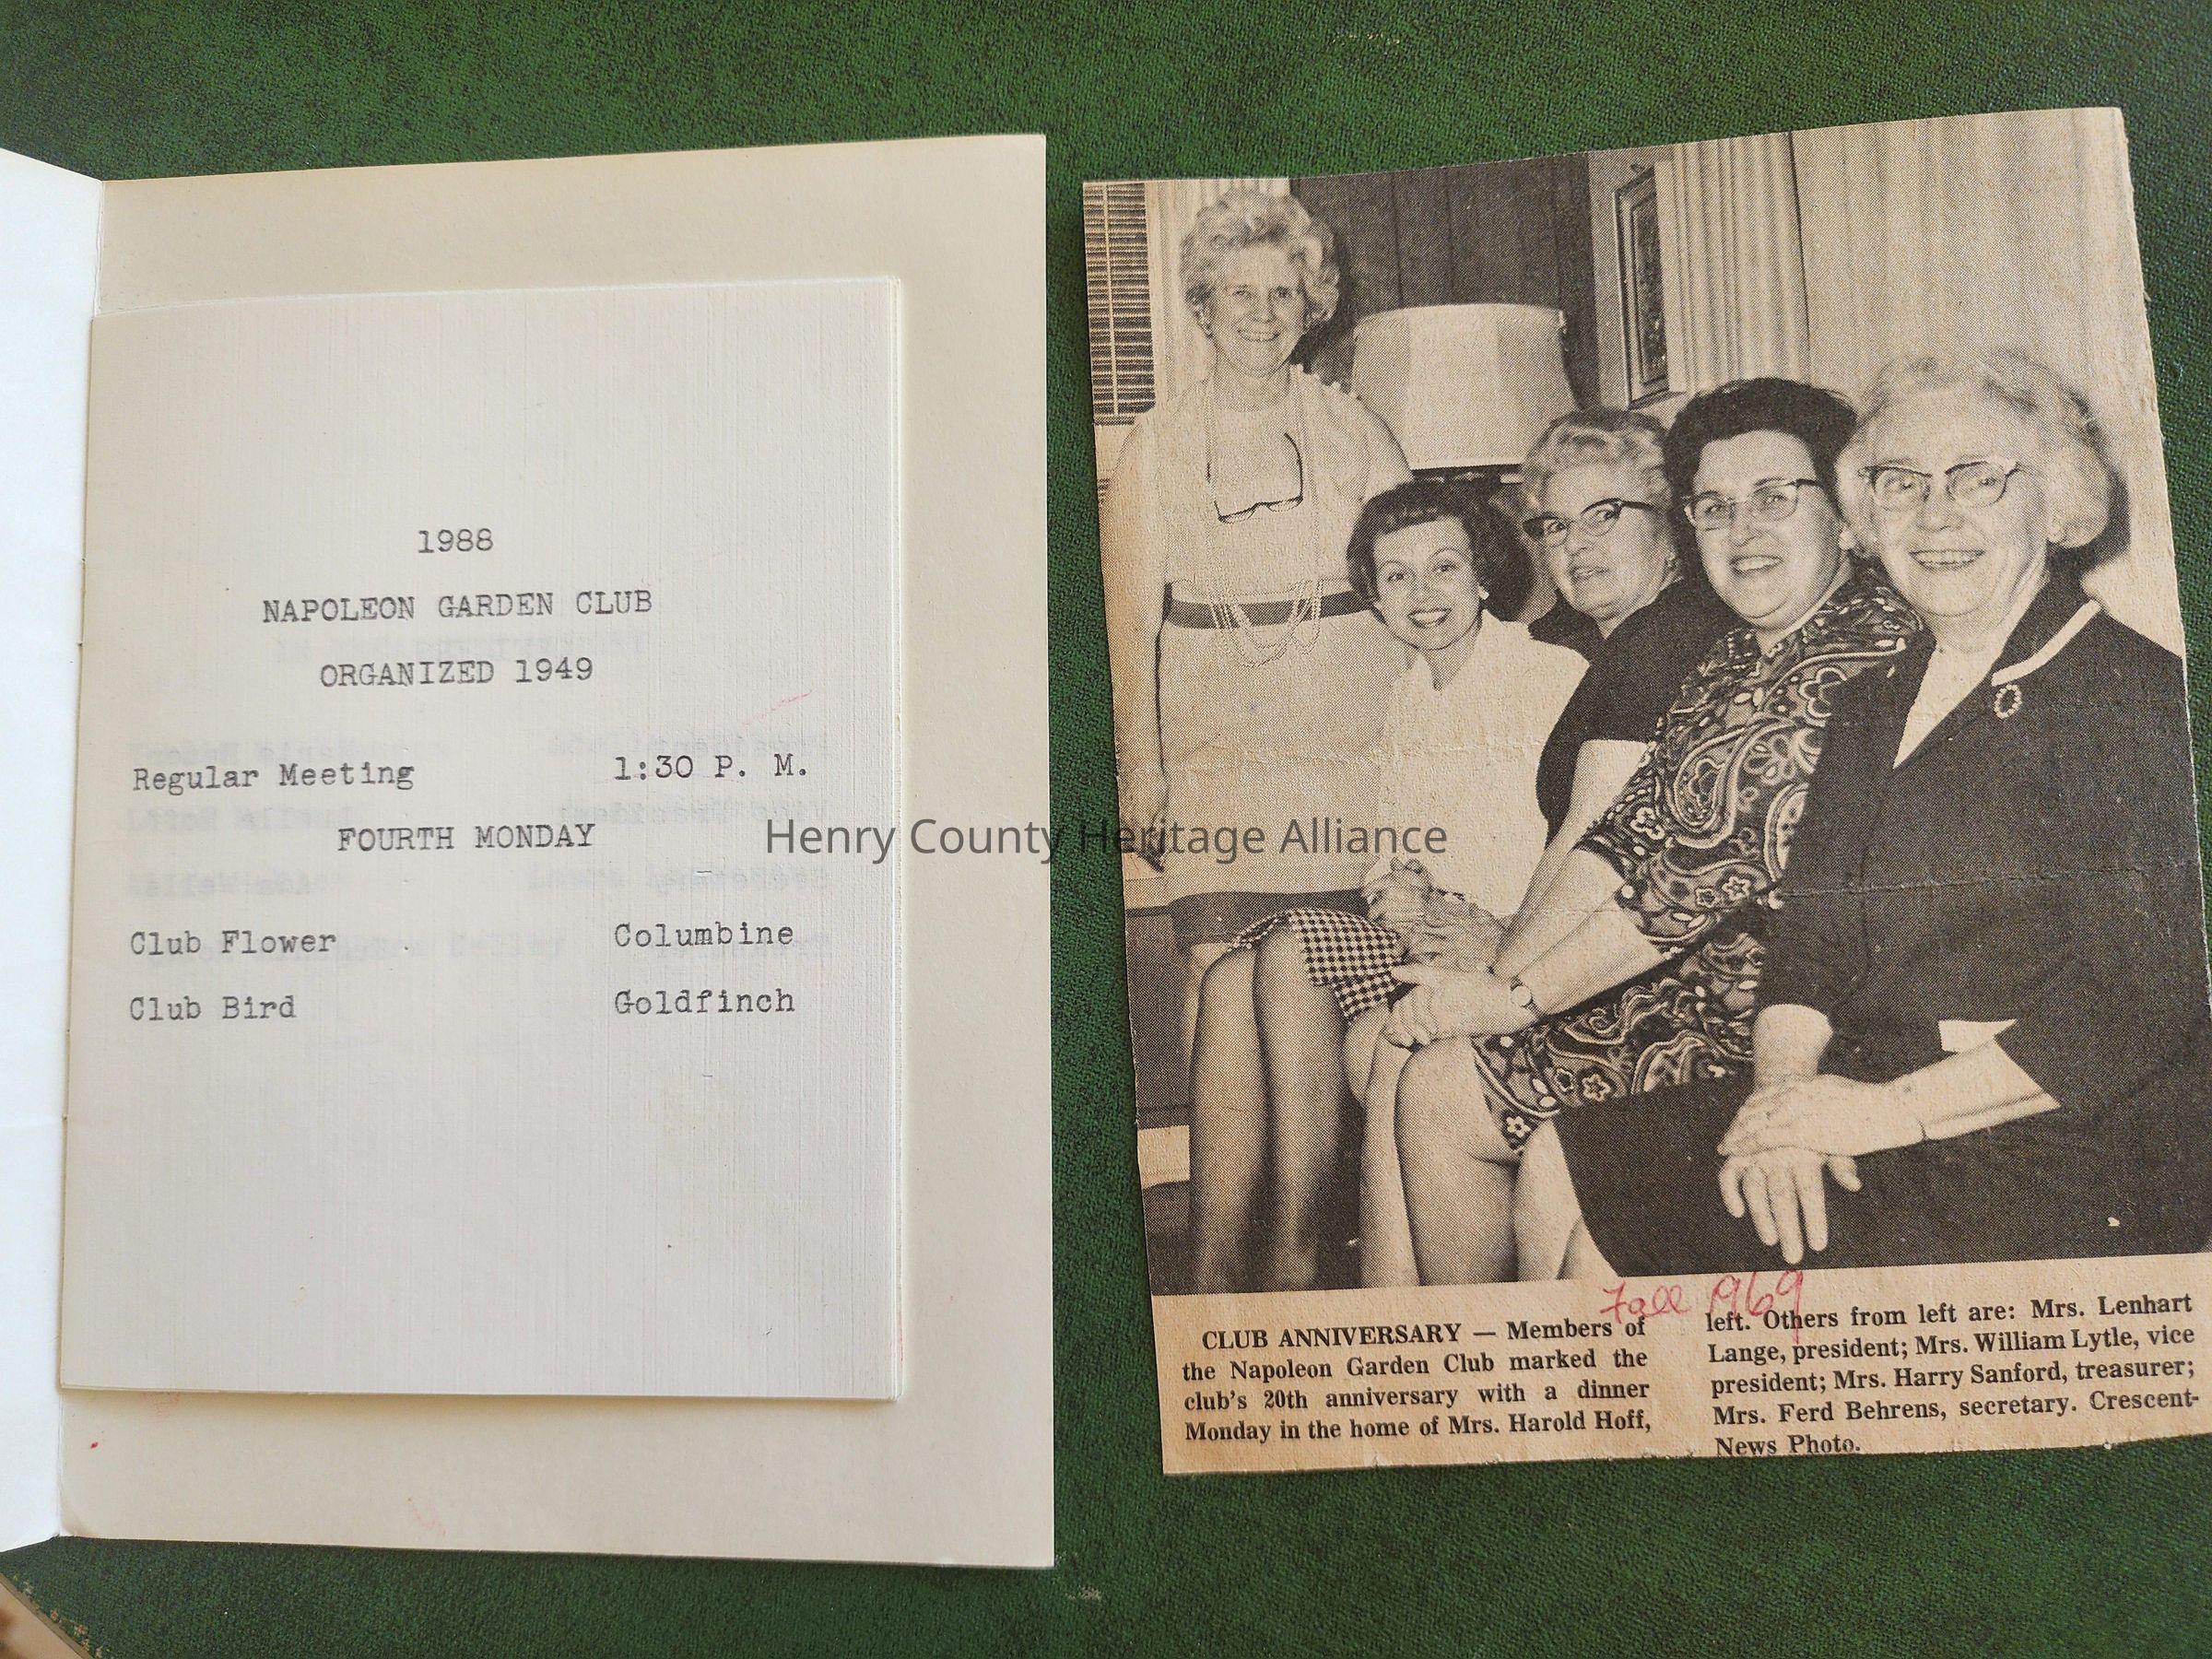 1988
NAPOLEON GARDEN CLUB
ORGANIZED 1949
Regular Meeting 1:30 P. M.
FOURTH MONDAY
Club Flower Columbine
Club Bird Goldfinch
Henry County Heritage Alliance
Fall 1969
CLUB ANNIVERSARY — Members of
the Napoleon Garden Club marked the
club's 20th anniversary with a dinner
Monday in the home of Mrs. Harold Hoff,
left. Others from left are: Mrs. Lenhart
Lange, president; Mrs. William Lytle, vice
president; Mrs. Harry Sanford, treasurer;
Mrs. Ferd Behrens, secretary. Crescent-
News Photo.